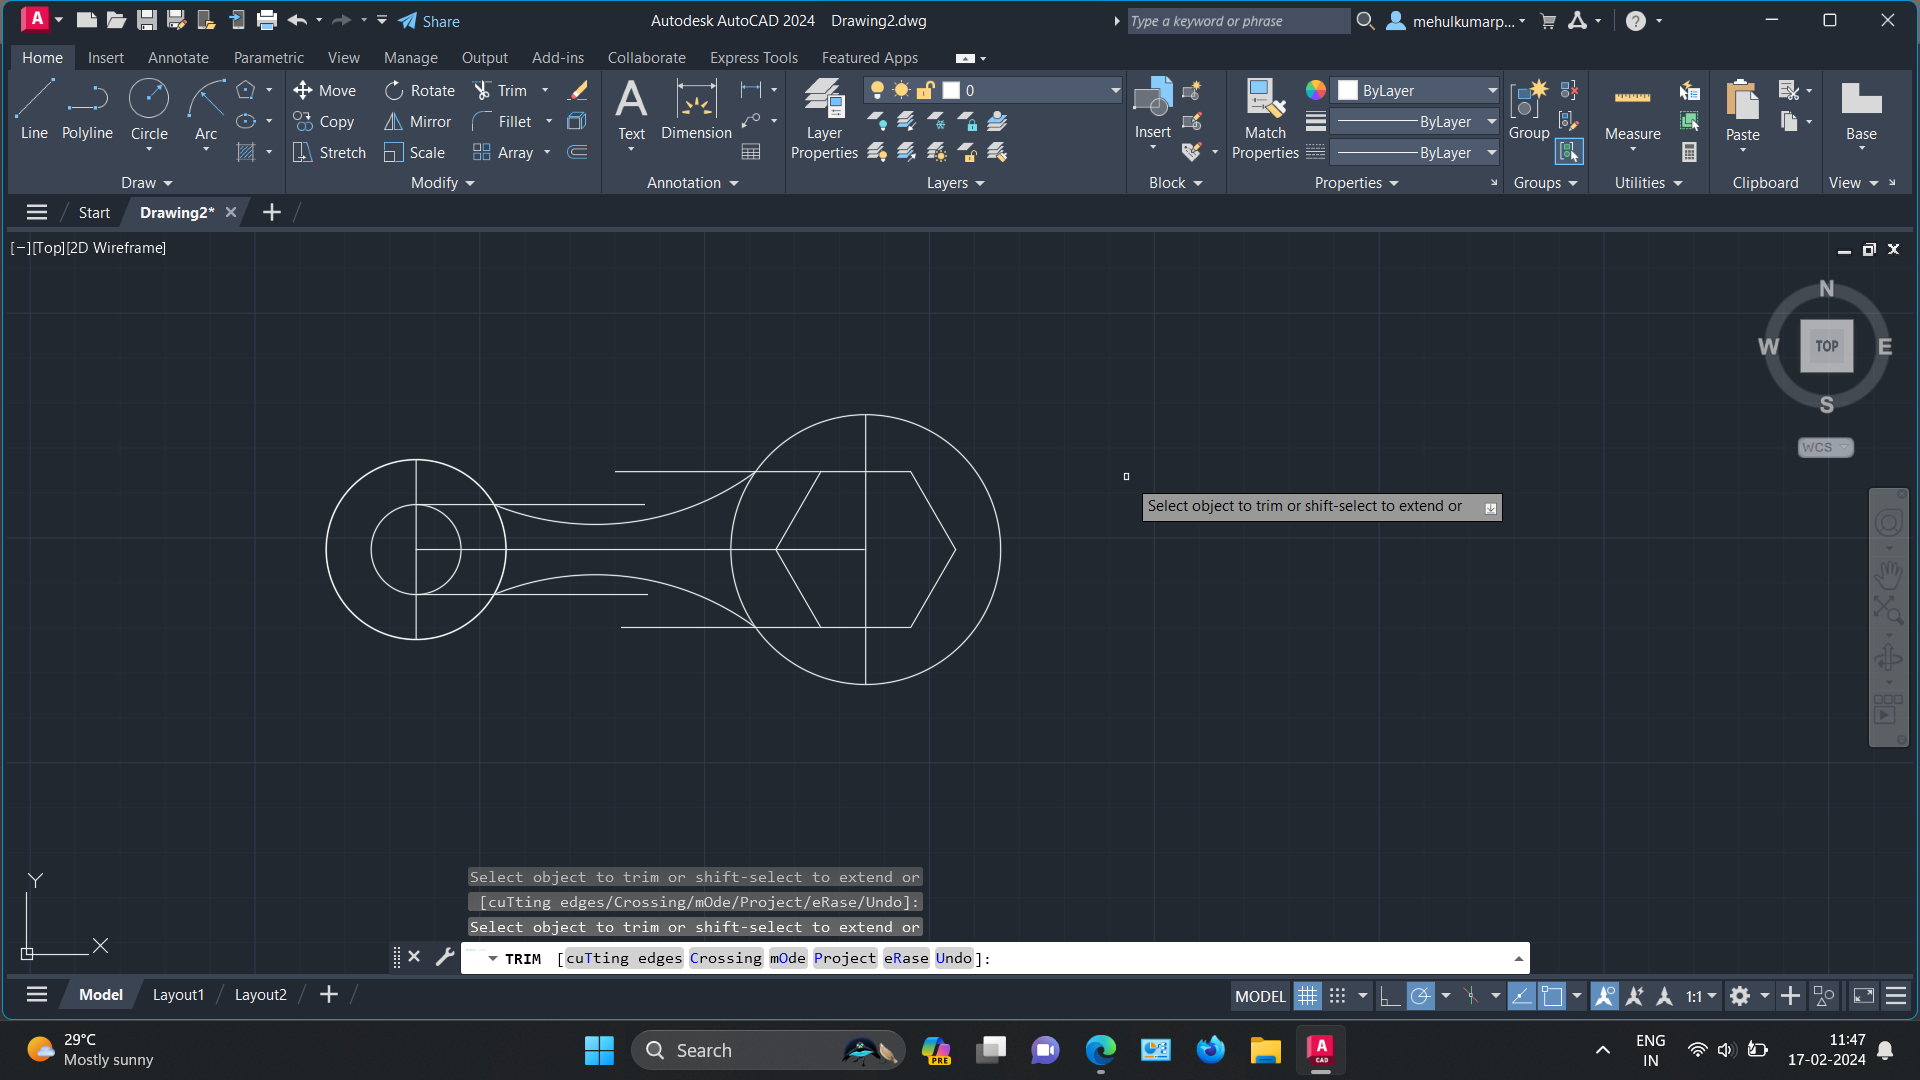 Autodesk AutoCAD 2024 Drawing2.dwg
Share
Type a keyword or phrase
mehulkumarp...
Home Insert Annotate Parametric View Manage Output Add-ins Collaborate Express Tools Featured Apps
Line Polyline Circle Arc
Draw
Move Rotate Trim
Copy Mirror Fillet
Stretch Scale Array
Modify
Text Dimension
Annotation
Layer
Properties
0
Layers
Insert
Block
Match
Properties
ByLayer
ByLayer
ByLayer
Properties
Group
Groups
Measure
Utilities
Paste
Clipboard
Base
View
Start Drawing2*
[−][Top][2D Wireframe]
N
W TOP E
S
WCS
Select object to trim or shift-select to extend or
Y
X
Select object to trim or shift-select to extend or
[cuTting edges/Crossing/mOde/Project/eRase/Undo]:
Select object to trim or shift-select to extend or
TRIM [cuTting edges Crossing mOde Project eRase Undo]:
Model Layout1 Layout2
MODEL 1:1
29°C
Mostly sunny
Search
PRE
A
CAD
ENG
IN
11:47
17-02-2024